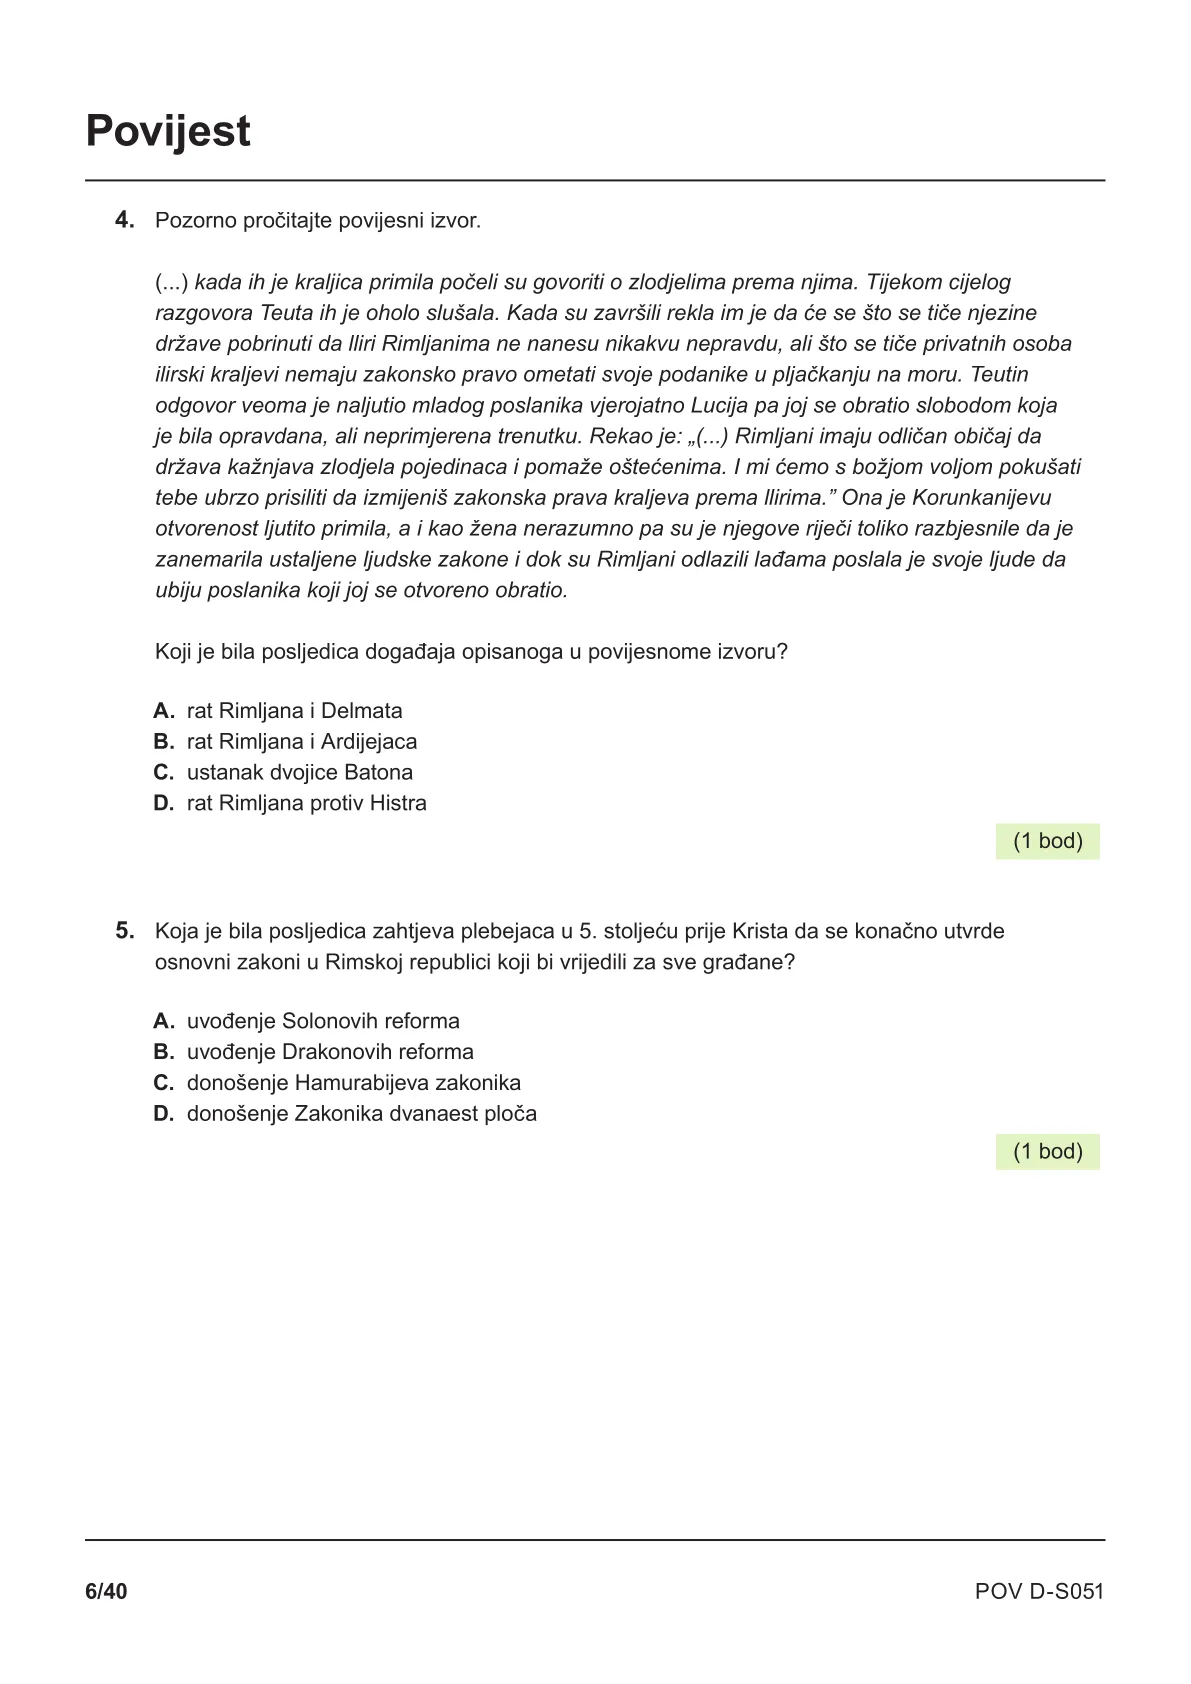 Povijest
4. Pozorno pročitajte povijesni izvor.
(...) kada ih je kraljica primila počeli su govoriti o zlodjelima prema njima. Tijekom cijelog
razgovora Teuta ih je oholo slušala. Kada su završili rekla im je da će se što se tiče njezine
države pobrinuti da Iliri Rimljanima ne nanesu nikakvu nepravdu, ali što se tiče privatnih osoba
ilirski kraljevi nemaju zakonsko pravo ometati svoje podanike u pljačkanju na moru. Teutin
odgovor veoma je naljutio mladog poslanika vjerojatno Lucija pa joj se obratio slobodom koja
je bila opravdana, ali neprimjerena trenutku. Rekao je: „(...) Rimljani imaju odličan običaj da
država kažnjava zlodjela pojedinaca i pomaže oštećenima. I mi ćemo s božjom voljom pokušati
tebe ubrzo prisiliti da izmijeniš zakonska prava kraljeva prema Ilirima.” Ona je Korunkanijevu
otvorenost ljutito primila, a i kao žena nerazumno pa su je njegove riječi toliko razbjesnile da je
zanemarila ustaljene ljudske zakone i dok su Rimljani odlazili lađama poslala je svoje ljude da
ubiju poslanika koji joj se otvoreno obratio.
Koji je bila posljedica događaja opisanoga u povijesnome izvoru?
A. rat Rimljana i Delmata
B. rat Rimljana i Ardijejaca
C. ustanak dvojice Batona
D. rat Rimljana protiv Histra
(1 bod)
5. Koja je bila posljedica zahtjeva plebejaca u 5. stoljeću prije Krista da se konačno utvrde
osnovni zakoni u Rimskoj republici koji bi vrijedili za sve građane?
A. uvođenje Solonovih reforma
B. uvođenje Drakonovih reforma
C. donošenje Hamurabijeva zakonika
D. donošenje Zakonika dvanaest ploča
(1 bod)
6/40
POV D-S051